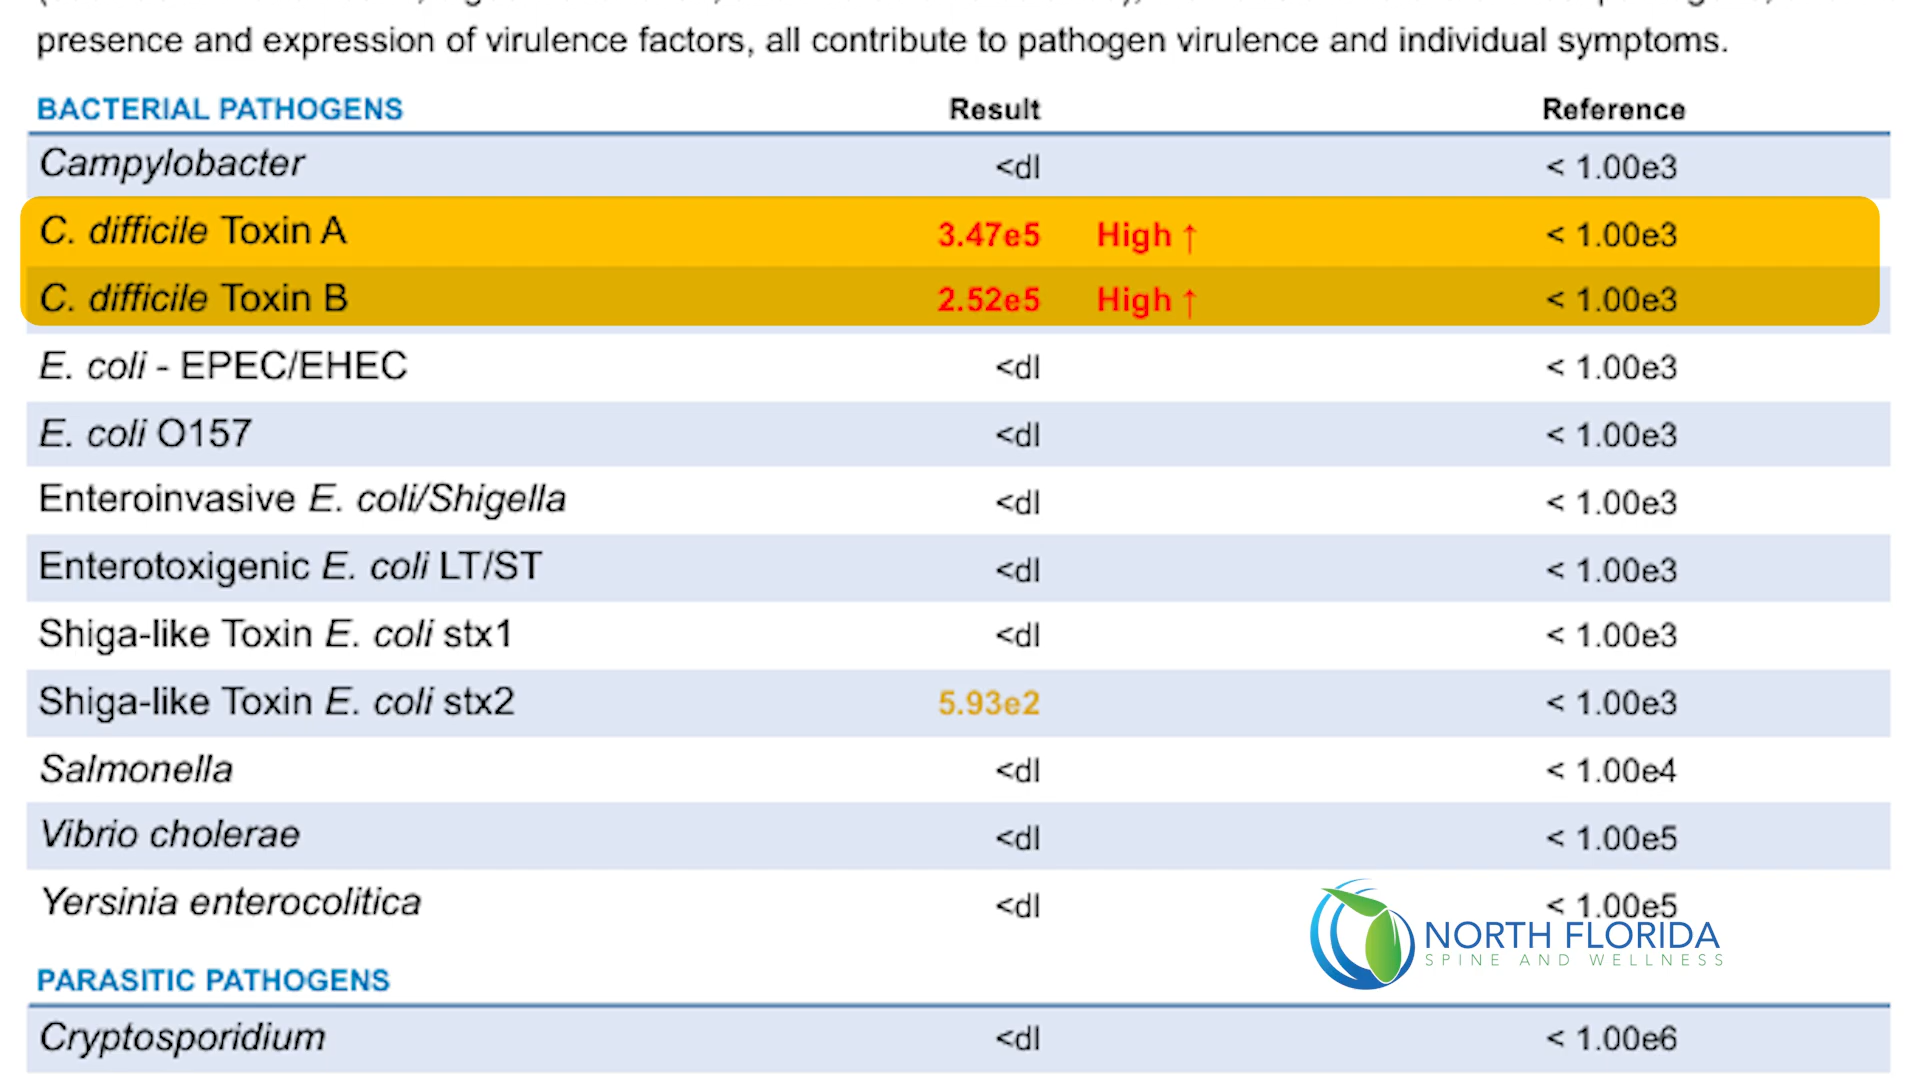 presence and expression of virulence factors, all contribute to pathogen virulence and individual symptoms.
BACTERIAL PATHOGENS Result Reference
Campylobacter <dl < 1.00e3
C. difficile Toxin A 3.47e5 High ↑ < 1.00e3
C. difficile Toxin B 2.52e5 High ↑ < 1.00e3
E. coli - EPEC/EHEC <dl < 1.00e3
E. coli O157 <dl < 1.00e3
Enteroinvasive E. coli/Shigella <dl < 1.00e3
Enterotoxigenic E. coli LT/ST <dl < 1.00e3
Shiga-like Toxin E. coli stx1 <dl < 1.00e3
Shiga-like Toxin E. coli stx2 5.93e2 < 1.00e3
Salmonella <dl < 1.00e4
Vibrio cholerae <dl < 1.00e5
Yersinia enterocolitica <dl < 1.00e5
NORTH FLORIDA
SPINE AND WELLNESS
PARASITIC PATHOGENS
Cryptosporidium <dl < 1.00e6